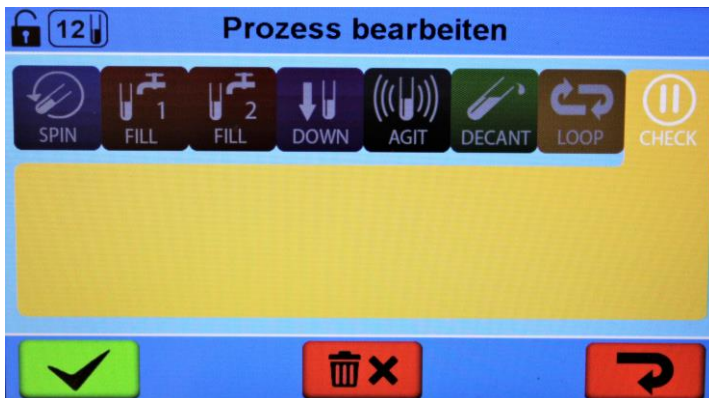 12 Prozess bearbeiten
SPIN
1 FILL
2 FILL
DOWN
AGIT
DECANT
LOOP
CHECK